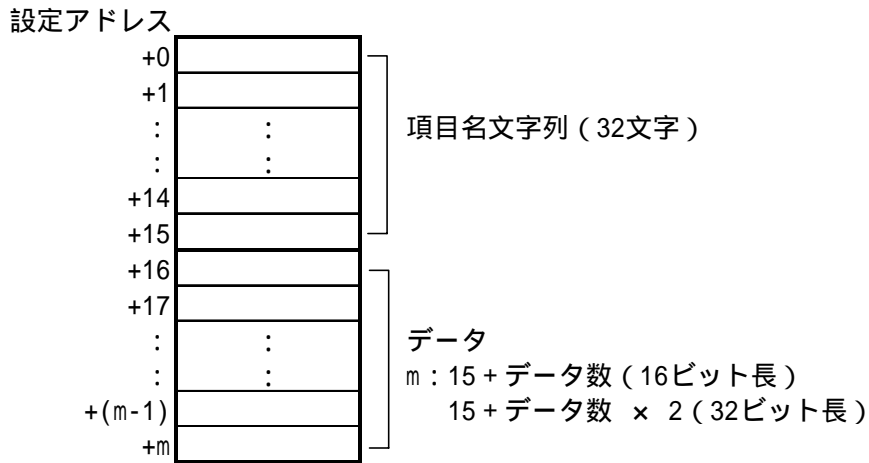 設定アドレス
+0
+1
:
:
:
:
項目名文字列(32文字)
+14
+15
+16
+17
:
:
:
:
データ
m:15+データ数(16ビット長)
15+データ数 × 2(32ビット長)
+(m-1)
+m